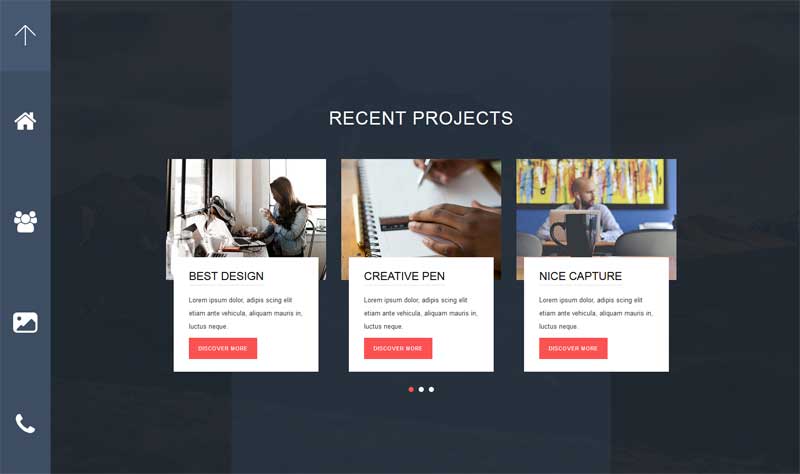 RECENT PROJECTS
BEST DESIGN
Lorem ipsum dolor, adipis scing elit
etiam ante vehicula, aliquam mauris in,
luctus neque.
DISCOVER MORE
CREATIVE PEN
Lorem ipsum dolor, adipis scing elit
etiam ante vehicula, aliquam mauris in,
luctus neque.
DISCOVER MORE
NICE CAPTURE
Lorem ipsum dolor, adipis scing elit
etiam ante vehicula, aliquam mauris in,
luctus neque.
DISCOVER MORE